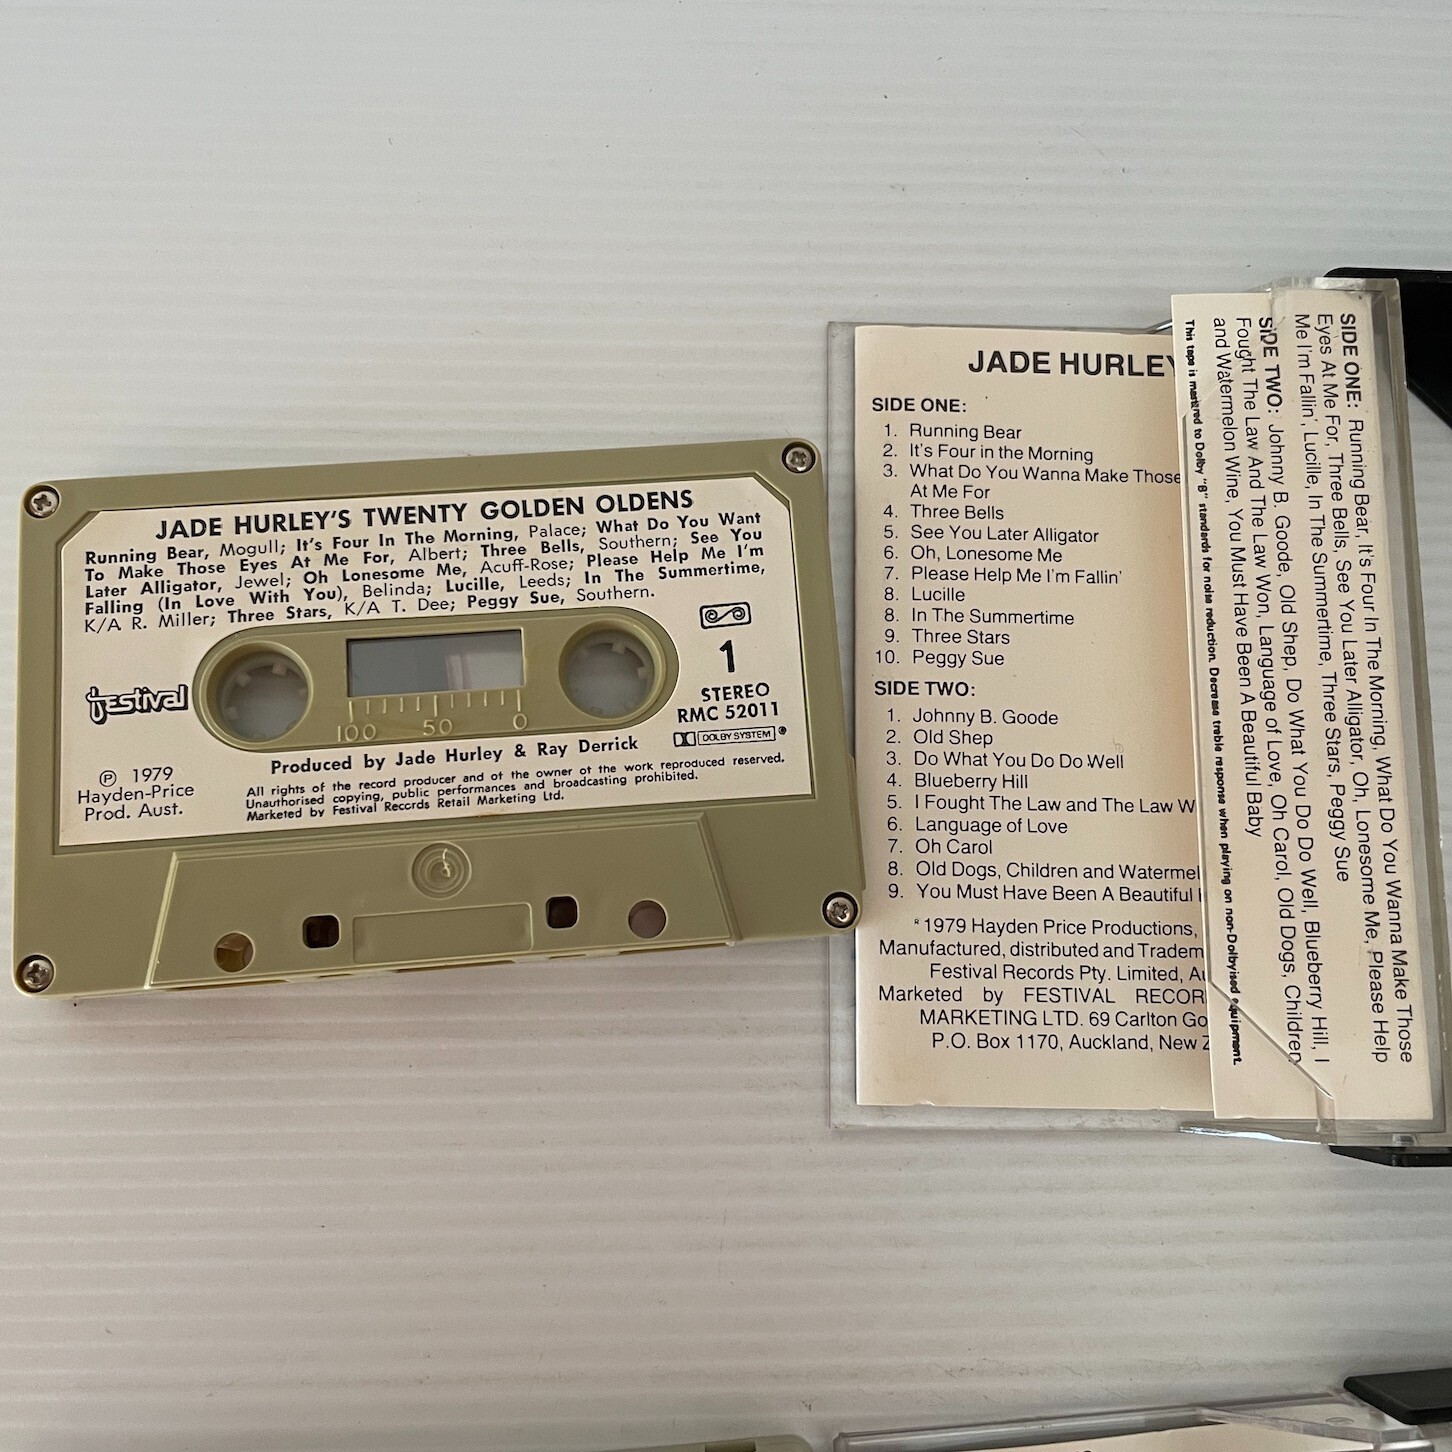 JADE HURLEY'S TWENTY GOLDEN OLDENS
Running Bear, Mogull; It's Four In The Morning, Palace; What Do You Want
To Make Those Eyes At Me For, Albert; Three Bells, Southern; See You
Later Alligator, Jewel; Oh Lonesome Me, Acuff-Rose; Please Help Me I'm
Falling (In Love With You), Belinda; Lucille, Leeds; In The Summertime,
K/A R. Miller; Three Stars, K/A T. Dee; Peggy Sue, Southern.
festival
100 50 0
1
STEREO
RMC 52011
DOLBY SYSTEM
Produced by Jade Hurley & Ray Derrick
℗ 1979
Hayden-Price
Prod. Aust.
All rights of the record producer and of the owner of the work reproduced reserved.
Unauthorised copying, public performances and broadcasting prohibited.
Marketed by Festival Records Retail Marketing Ltd.
JADE HURLEY
SIDE ONE:
1. Running Bear
2. It's Four in the Morning
3. What Do You Wanna Make Those
At Me For
4. Three Bells
5. See You Later Alligator
6. Oh, Lonesome Me
7. Please Help Me I'm Fallin'
8. Lucille
8. In The Summertime
9. Three Stars
10. Peggy Sue
SIDE TWO:
1. Johnny B. Goode
2. Old Shep
3. Do What You Do Do Well
4. Blueberry Hill
5. I Fought The Law and The Law W
6. Language of Love
7. Oh Carol
8. Old Dogs, Children and Watermel
9. You Must Have Been A Beautiful
1979 Hayden Price Productions,
Manufactured, distributed and Tradem
Festival Records Pty. Limited, Au
Marketed by FESTIVAL RECOR
MARKETING LTD. 69 Carlton Go
P.O. Box 1170, Auckland, New Z
SIDE ONE: Running Bear, It's Four In The Morning, What Do You Wanna Make Those
Eyes At Me For, Three Bells, See You Later Alligator, Oh, Lonesome Me, Please Help
Me I'm Fallin', Lucille, In The Summertime, Three Stars, Peggy Sue
SIDE TWO: Johnny B. Goode, Old Shep, Do What You Do Do Well, Blueberry Hill, I
Fought The Law And The Law Won, Language of Love, Oh Carol, Old Dogs, Children
and Watermelon Wine, You Must Have Been A Beautiful Baby
This tape is mastered to Dolby "B" standards for noise reduction. Decrease treble response when playing on non-Dolbyised equipment.